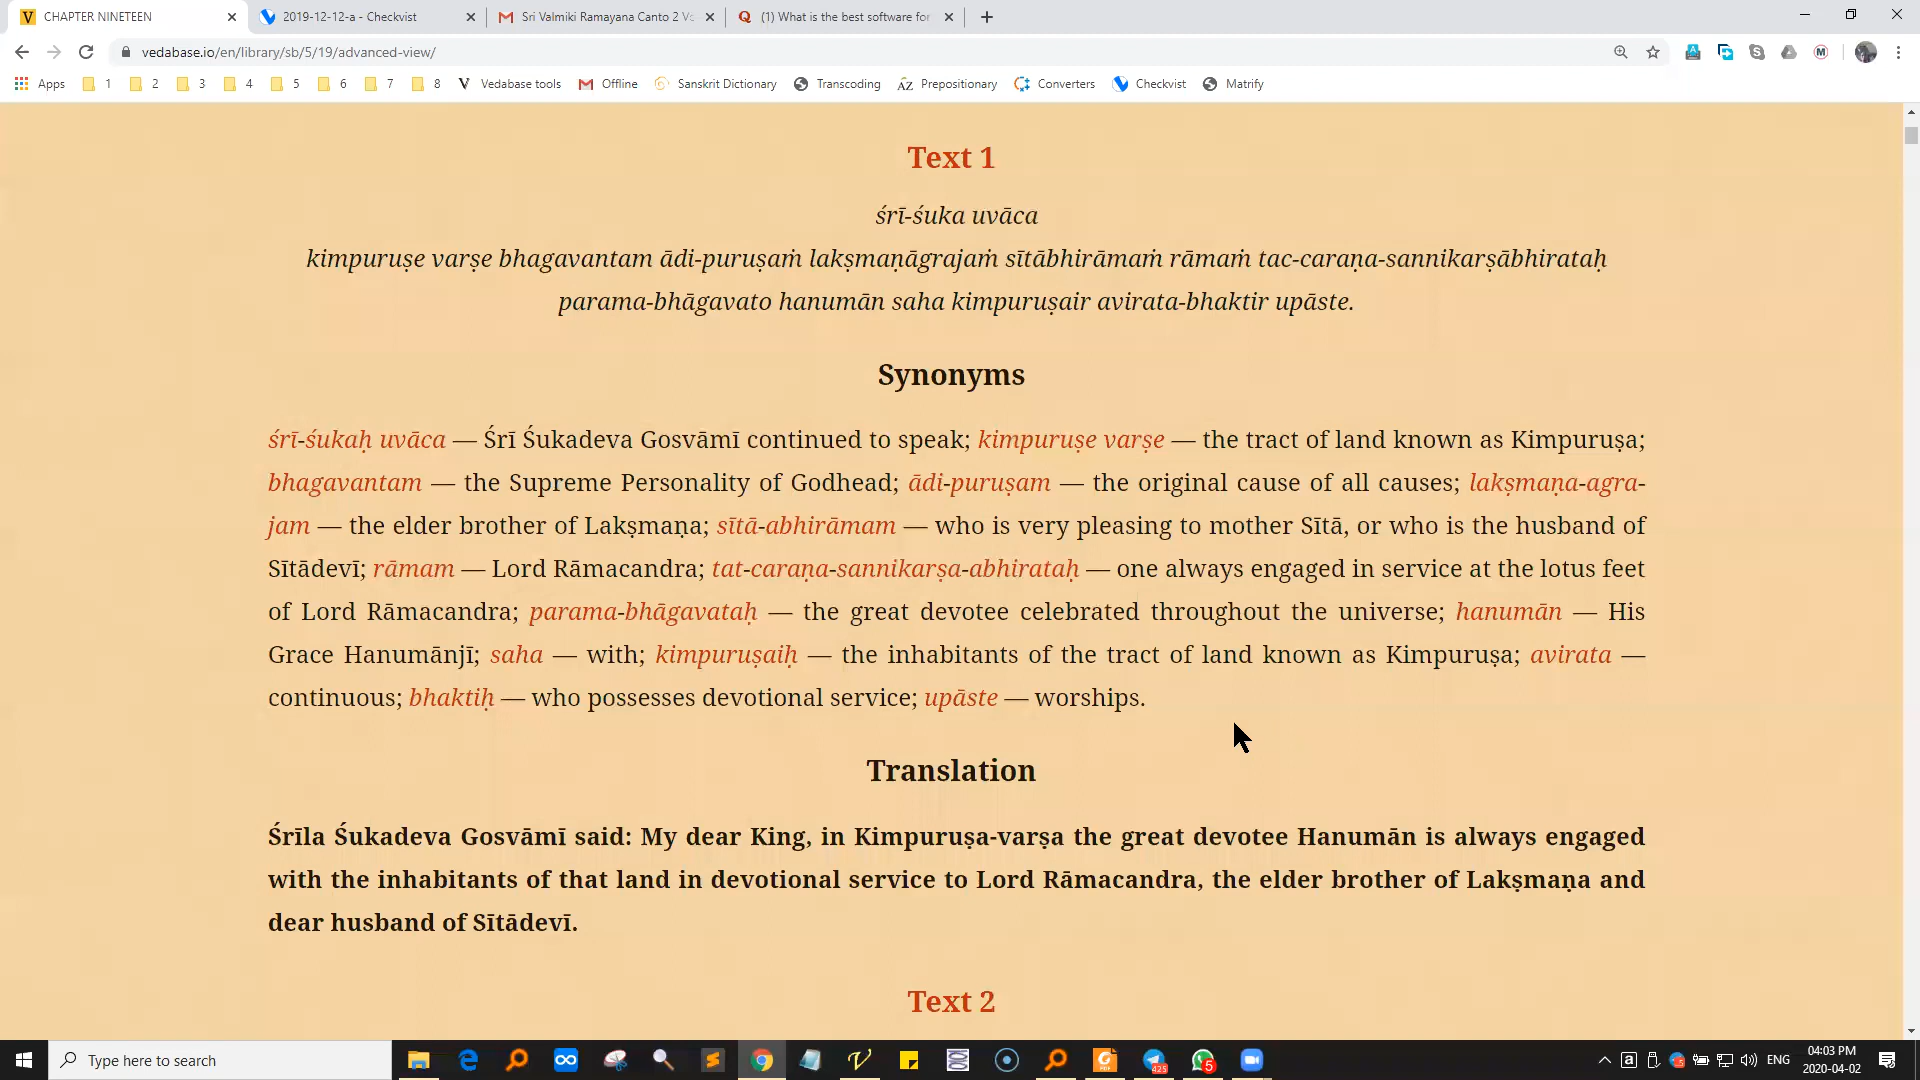 CHAPTER NINETEEN
2019-12-12-a - Checkvist
Sri Valmiki Ramayana Canto 2 Vo
(1) What is the best software for
vedabase.io/en/library/sb/5/19/advanced-view/
Apps 1 2 3 4 5 6 7 8 Vedabase tools Offline Sanskrit Dictionary Transcoding Prepositionary Converters Checkvist Matrify
Text 1
śrī-śuka uvāca
kimpuruṣe varṣe bhagavantam ādi-puruṣaṁ lakṣmaṇāgrajaṁ sītābhirāmaṁ rāmaṁ tac-caraṇa-sannikarṣābhirataḥ
parama-bhāgavato hanumān saha kimpuruṣair avirata-bhaktir upāste.
Synonyms
śrī-śukaḥ uvāca — Śrī Śukadeva Gosvāmī continued to speak; kimpuruṣe varṣe — the tract of land known as Kimpuruṣa;
bhagavantam — the Supreme Personality of Godhead; ādi-puruṣam — the original cause of all causes; lakṣmaṇa-agra-
jam — the elder brother of Lakṣmaṇa; sītā-abhirāmam — who is very pleasing to mother Sītā, or who is the husband of
Sītādevī; rāmam — Lord Rāmacandra; tat-caraṇa-sannikarṣa-abhirataḥ — one always engaged in service at the lotus feet
of Lord Rāmacandra; parama-bhāgavataḥ — the great devotee celebrated throughout the universe; hanumān — His
Grace Hanumānjī; saha — with; kimpuruṣaiḥ — the inhabitants of the tract of land known as Kimpuruṣa; avirata —
continuous; bhaktiḥ — who possesses devotional service; upāste — worships.
Translation
Śrīla Śukadeva Gosvāmī said: My dear King, in Kimpuruṣa-varṣa the great devotee Hanumān is always engaged
with the inhabitants of that land in devotional service to Lord Rāmacandra, the elder brother of Lakṣmaṇa and
dear husband of Sītādevī.
Text 2
Type here to search
425
5
ENG
04:03 PM
2020-04-02